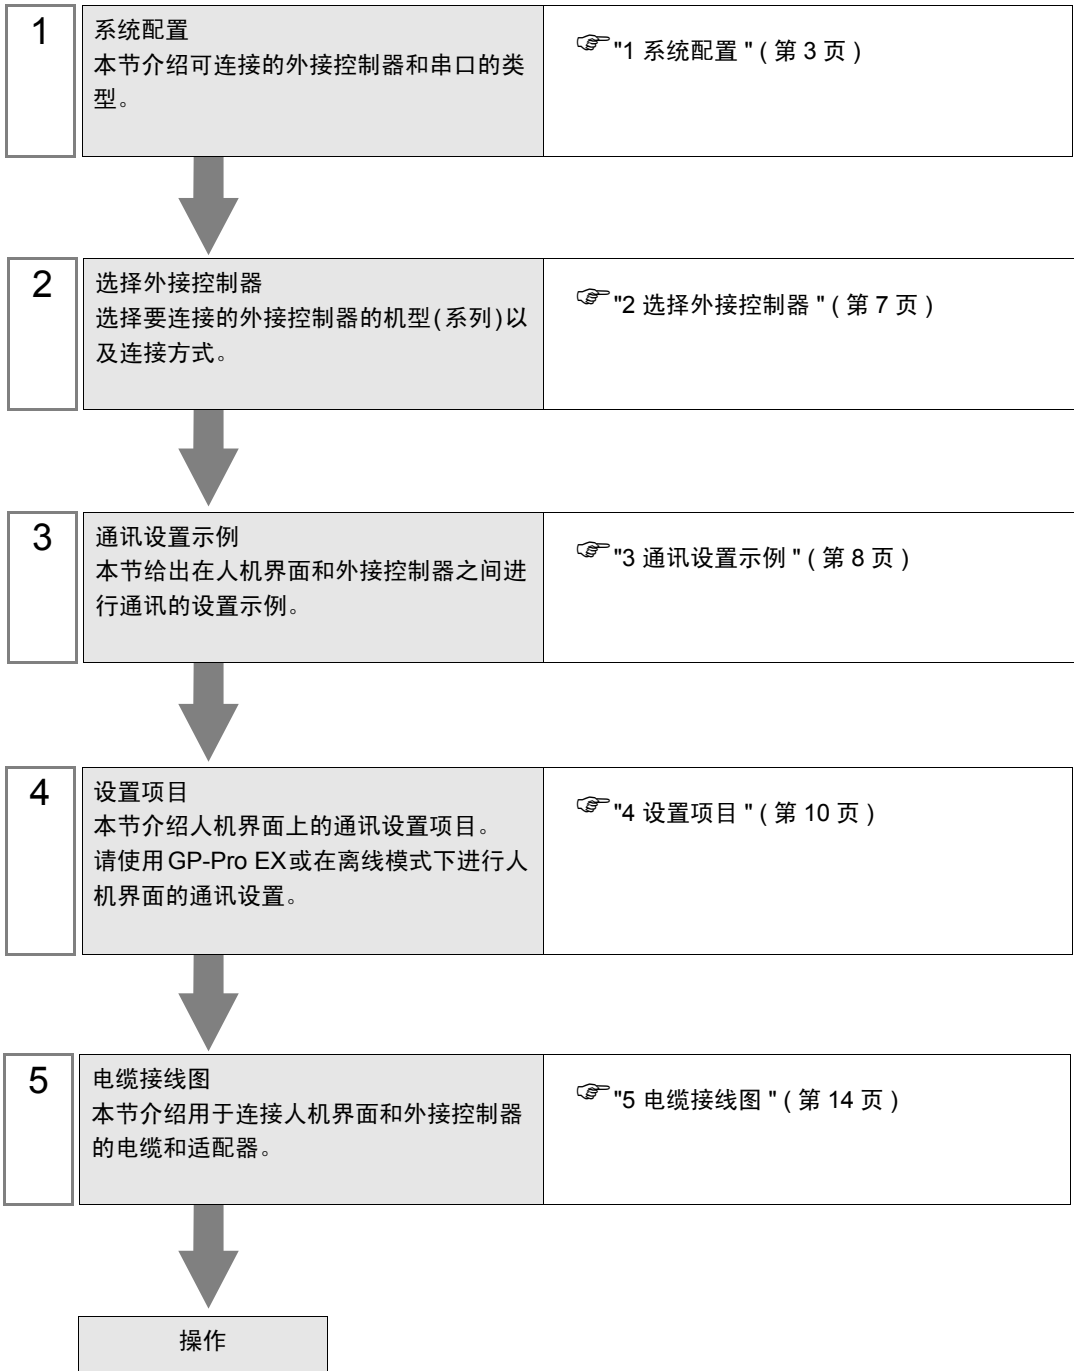 1
系统配置
本节介绍可连接的外接控制器和串口的类
型。
"1 系统配置 " ( 第 3 页 )
2
选择外接控制器
选择要连接的外接控制器的机型(系列)以
及连接方式。
"2 选择外接控制器 " ( 第 7 页 )
3
通讯设置示例
本节给出在人机界面和外接控制器之间进
行通讯的设置示例。
"3 通讯设置示例 " ( 第 8 页 )
4
设置项目
本节介绍人机界面上的通讯设置项目。
请使用GP-Pro EX或在离线模式下进行人
机界面的通讯设置。
"4 设置项目 " ( 第 10 页 )
5
电缆接线图
本节介绍用于连接人机界面和外接控制器
的电缆和适配器。
"5 电缆接线图 " ( 第 14 页 )
操作